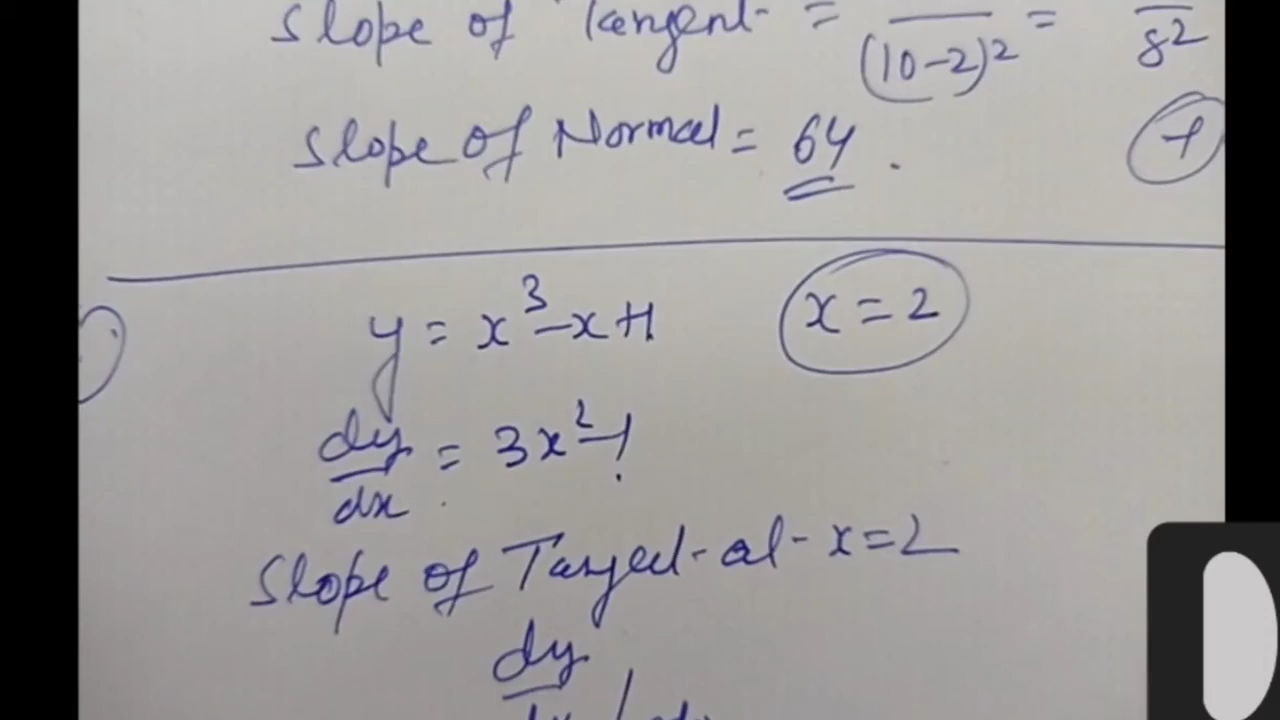 Slope of Tangent = ──/(10-2)² = ──/8²
Slope of Normal = 64 .
y = x³-x+1 x = 2
dy/dx = 3x²-1
Slope of Tangent at x=2
dy